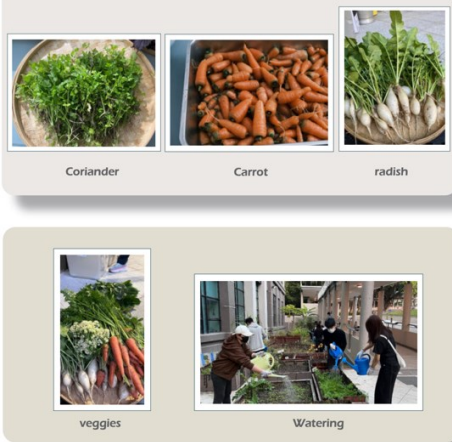 Coriander
Carrot
radish
veggies
Watering